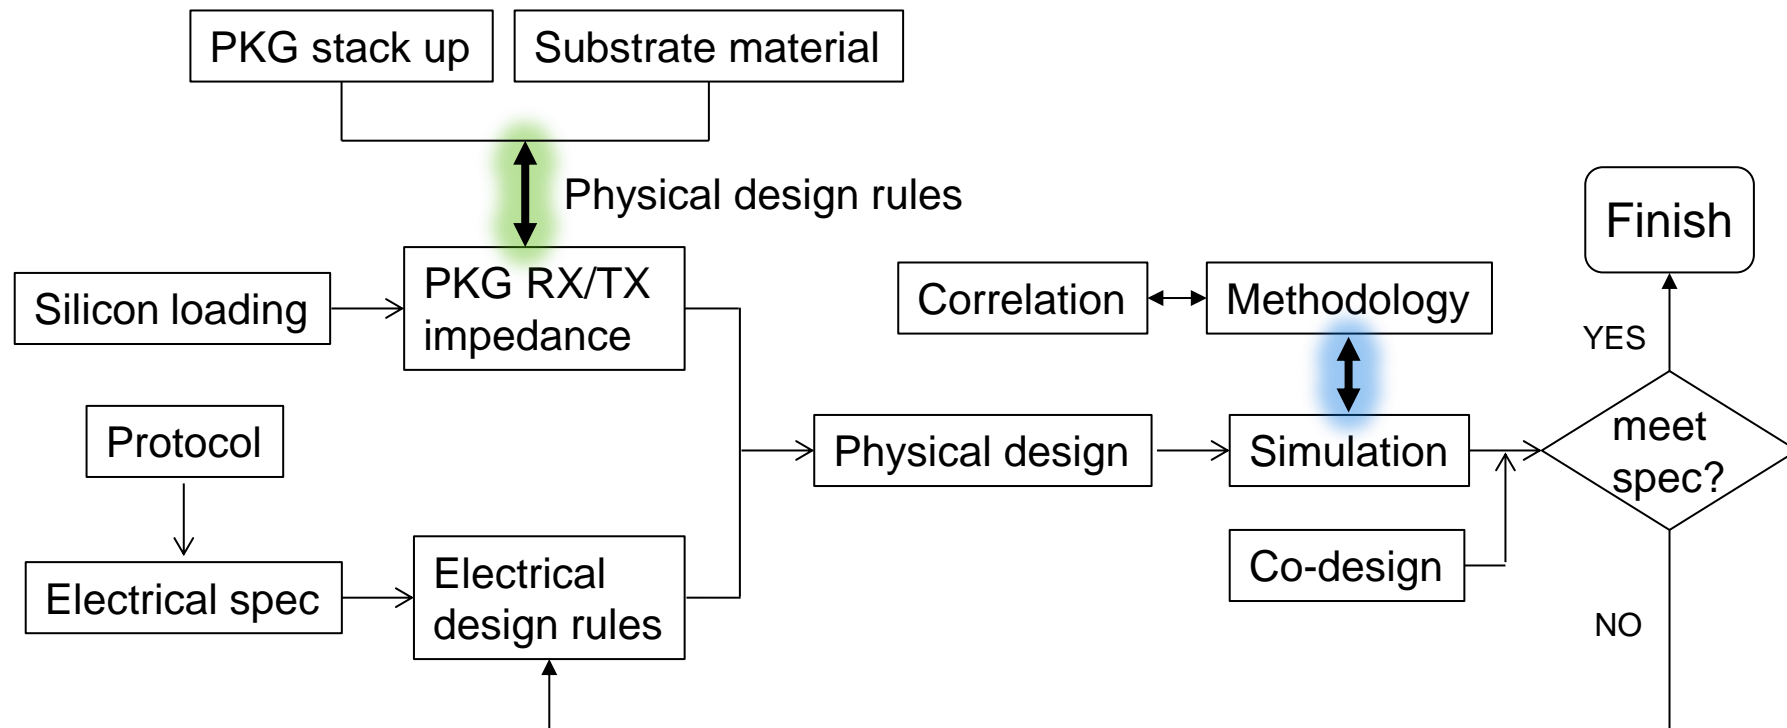 PKG stack up
Substrate material
Physical design rules
Silicon loading
PKG RX/TX
impedance
Correlation
Methodology
Finish
YES
Protocol
Physical design
Simulation
meet
spec?
Electrical spec
Electrical
design rules
Co-design
NO